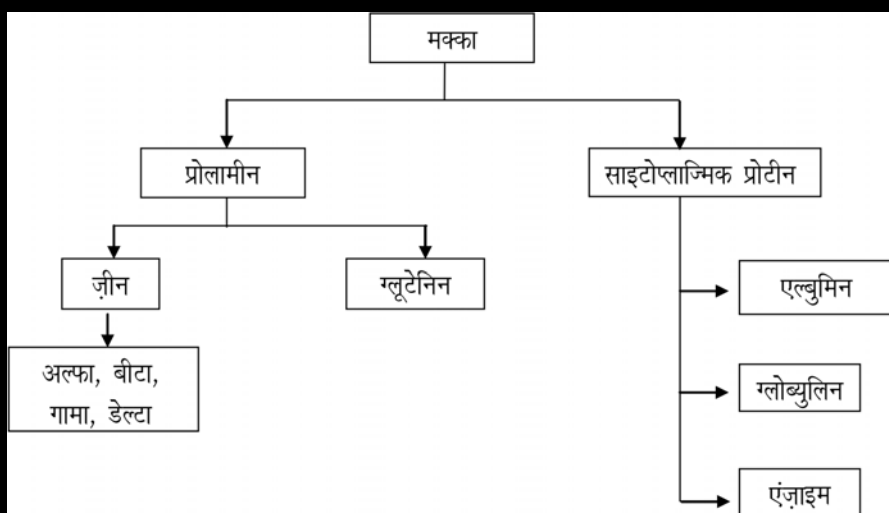 मक्का
प्रोलामीन
साइटोप्लाज्मिक प्रोटीन
ज़ीन
ग्लूटेनिन
एल्बुमिन
अल्फा, बीटा,
गामा, डेल्टा
ग्लोब्युलिन
एंज़ाइम